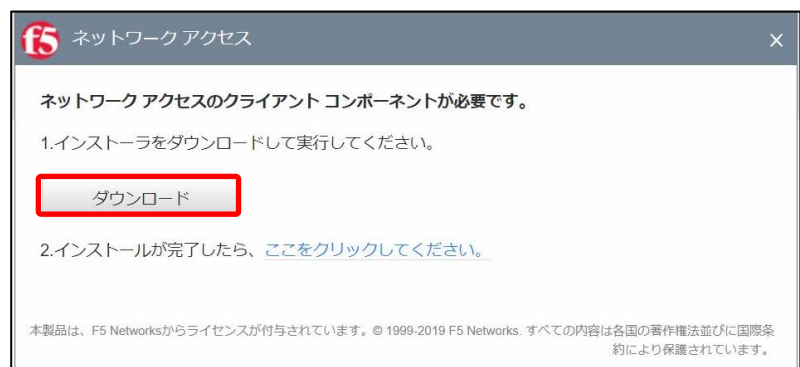 f5 ネットワーク アクセス ×
ネットワーク アクセスのクライアント コンポーネントが必要です。
1.インストーラをダウンロードして実行してください。
ダウンロード
2.インストールが完了したら、ここをクリックしてください。
本製品は、F5 Networksからライセンスが付与されています。© 1999-2019 F5 Networks. すべての内容は各国の著作権法並びに国際条
約により保護されています。